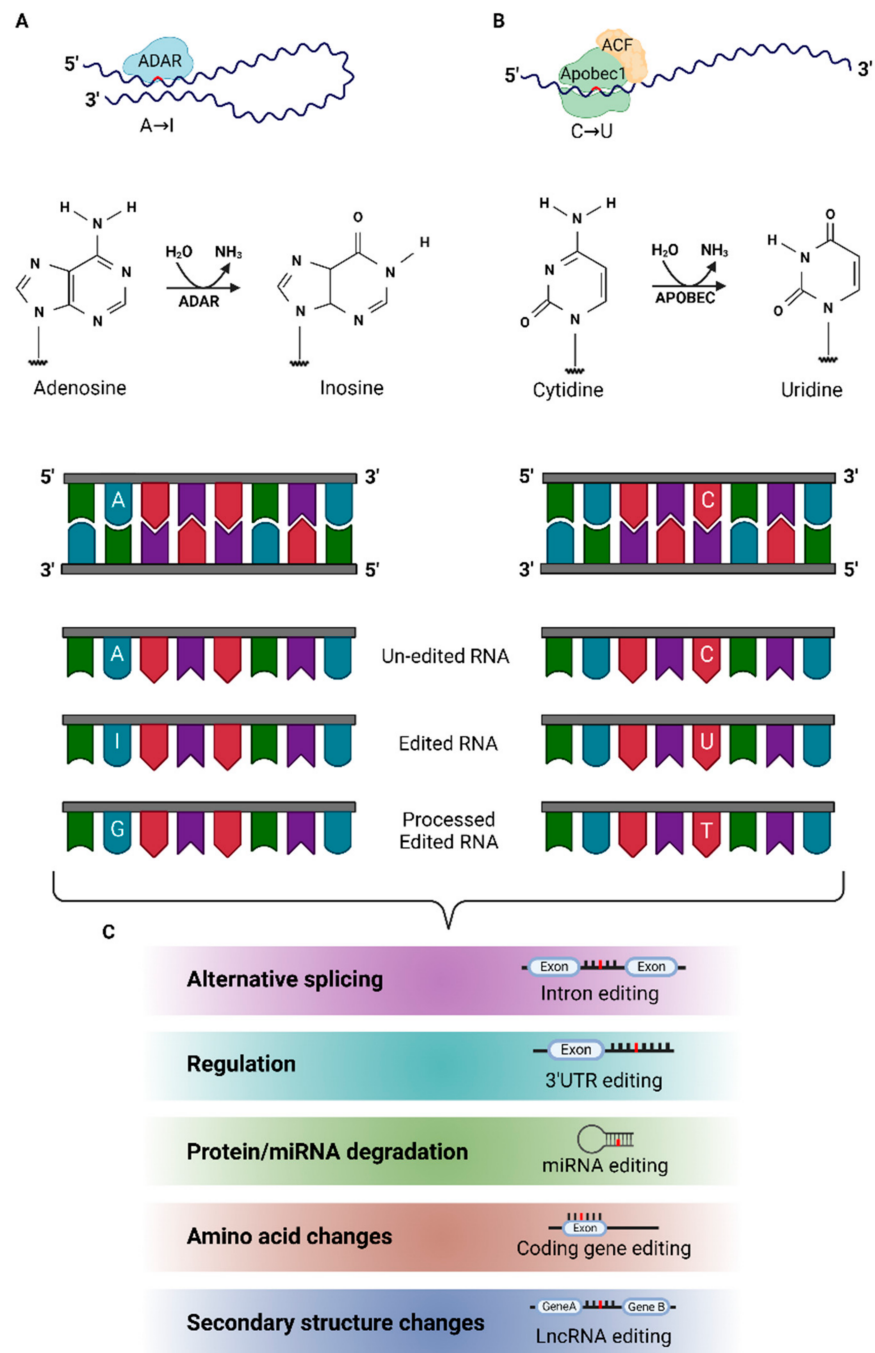 A
ADAR
5'
3'
A→I
B
ACF
Apobec1
5'
3'
C→U
H
H
N
N
N
N
N
H₂O
NH₃
ADAR
O
H
N
N
N
N
Adenosine
Inosine
H
H
N
N
O
N
H₂O
NH₃
APOBEC
O
H
N
O
N
Cytidine
Uridine
5'
A
3'
3'
5'
5'
C
3'
3'
5'
A
Un-edited RNA
C
I
Edited RNA
U
G
Processed
Edited RNA
T
C
Alternative splicing
Exon
Exon
Intron editing
Regulation
Exon
3'UTR editing
Protein/miRNA degradation
miRNA editing
Amino acid changes
Exon
Coding gene editing
Secondary structure changes
GeneA
Gene B
LncRNA editing